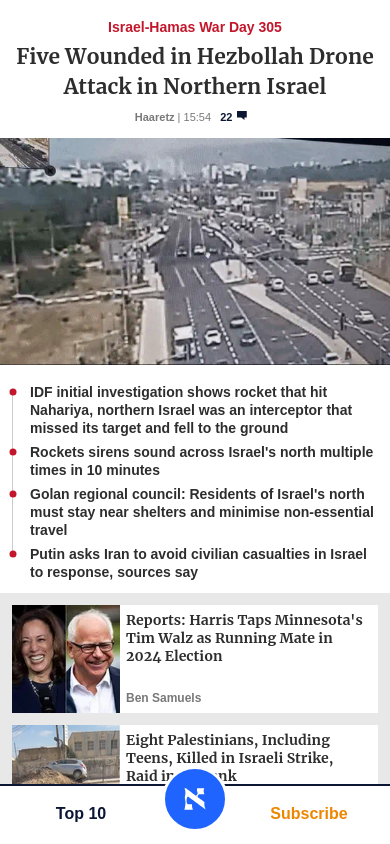 Israel-Hamas War Day 305
Five Wounded in Hezbollah Drone
Attack in Northern Israel
Haaretz | 15:54 22
IDF initial investigation shows rocket that hit
Nahariya, northern Israel was an interceptor that
missed its target and fell to the ground
Rockets sirens sound across Israel's north multiple
times in 10 minutes
Golan regional council: Residents of Israel's north
must stay near shelters and minimise non-essential
travel
Putin asks Iran to avoid civilian casualties in Israel
to response, sources say
Reports: Harris Taps Minnesota's
Tim Walz as Running Mate in
2024 Election
Ben Samuels
Eight Palestinians, Including
Teens, Killed in Israeli Strike,
Raid in
Top 10
Subscribe